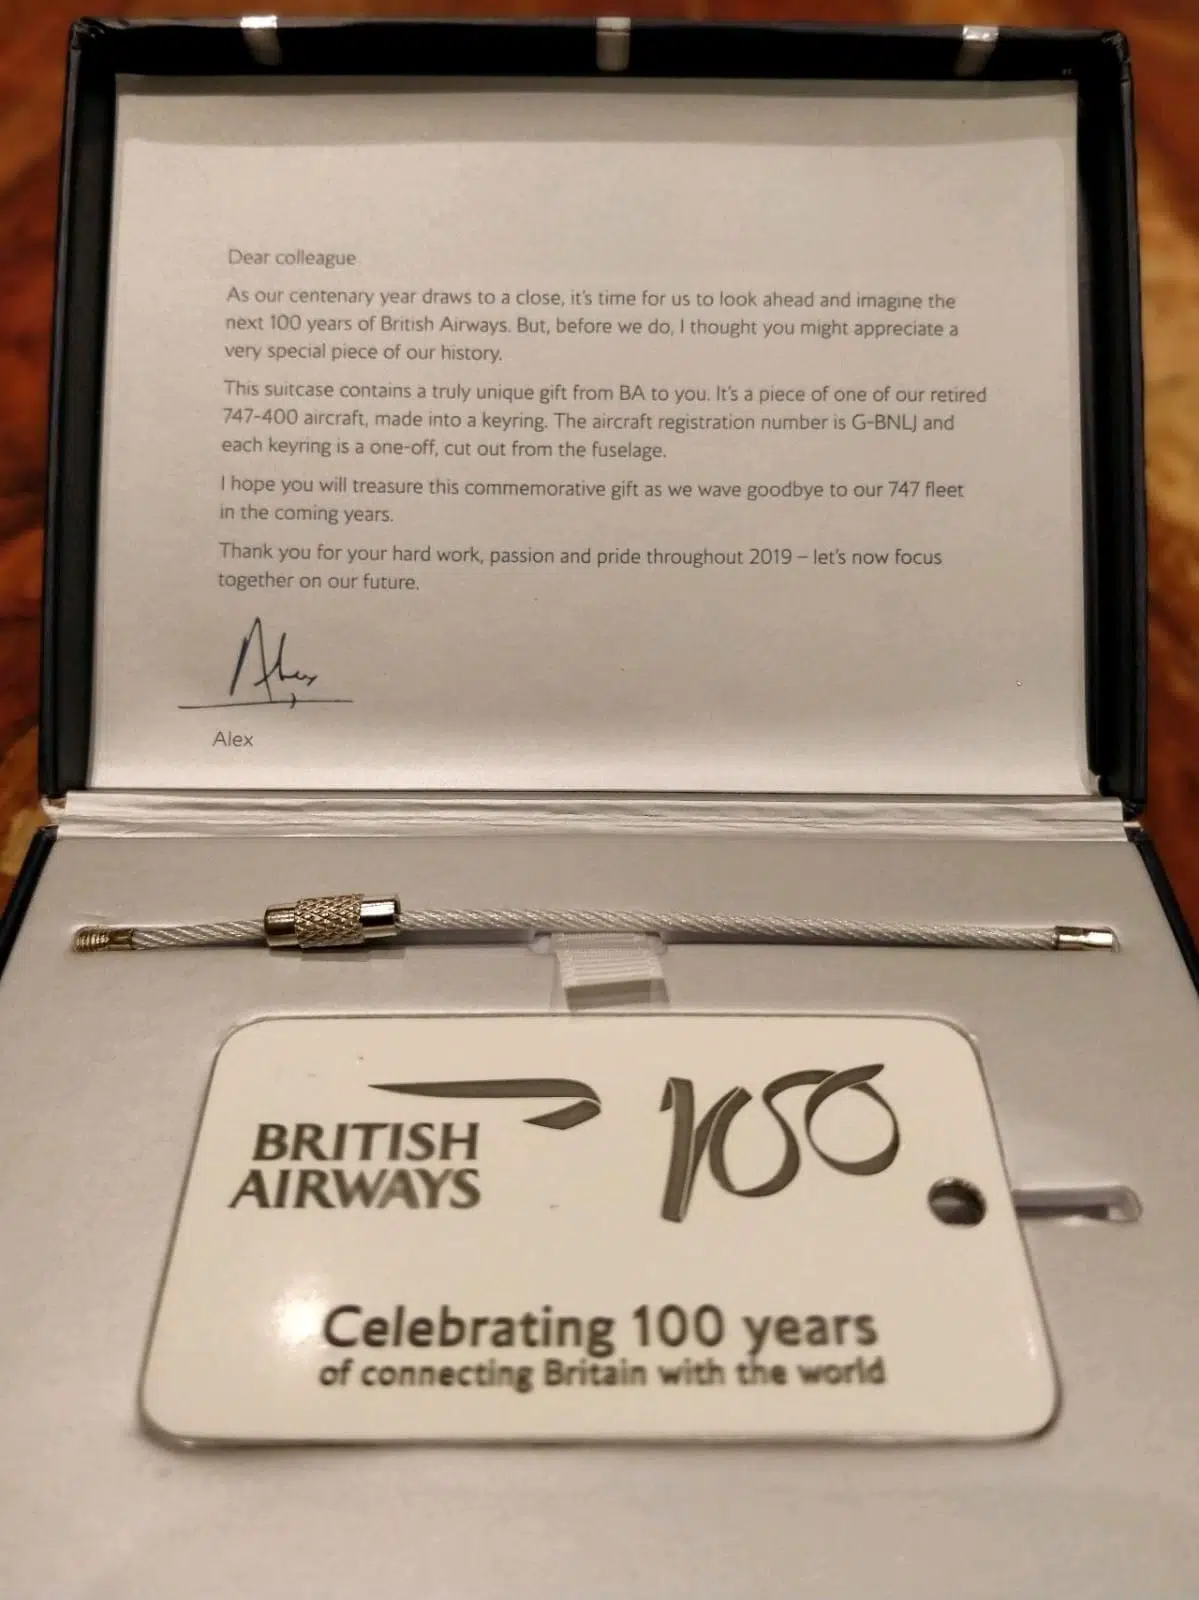 Dear colleague
As our centenary year draws to a close, it's time for us to look ahead and imagine the
next 100 years of British Airways. But, before we do, I thought you might appreciate a
very special piece of our history.
This suitcase contains a truly unique gift from BA to you. It's a piece of one of our retired
747-400 aircraft, made into a keyring. The aircraft registration number is G-BNLJ and
each keyring is a one-off, cut out from the fuselage.
I hope you will treasure this commemorative gift as we wave goodbye to our 747 fleet
in the coming years.
Thank you for your hard work, passion and pride throughout 2019 – let's now focus
together on our future.
Alex
Alex
BRITISH
AIRWAYS
100
Celebrating 100 years
of connecting Britain with the world